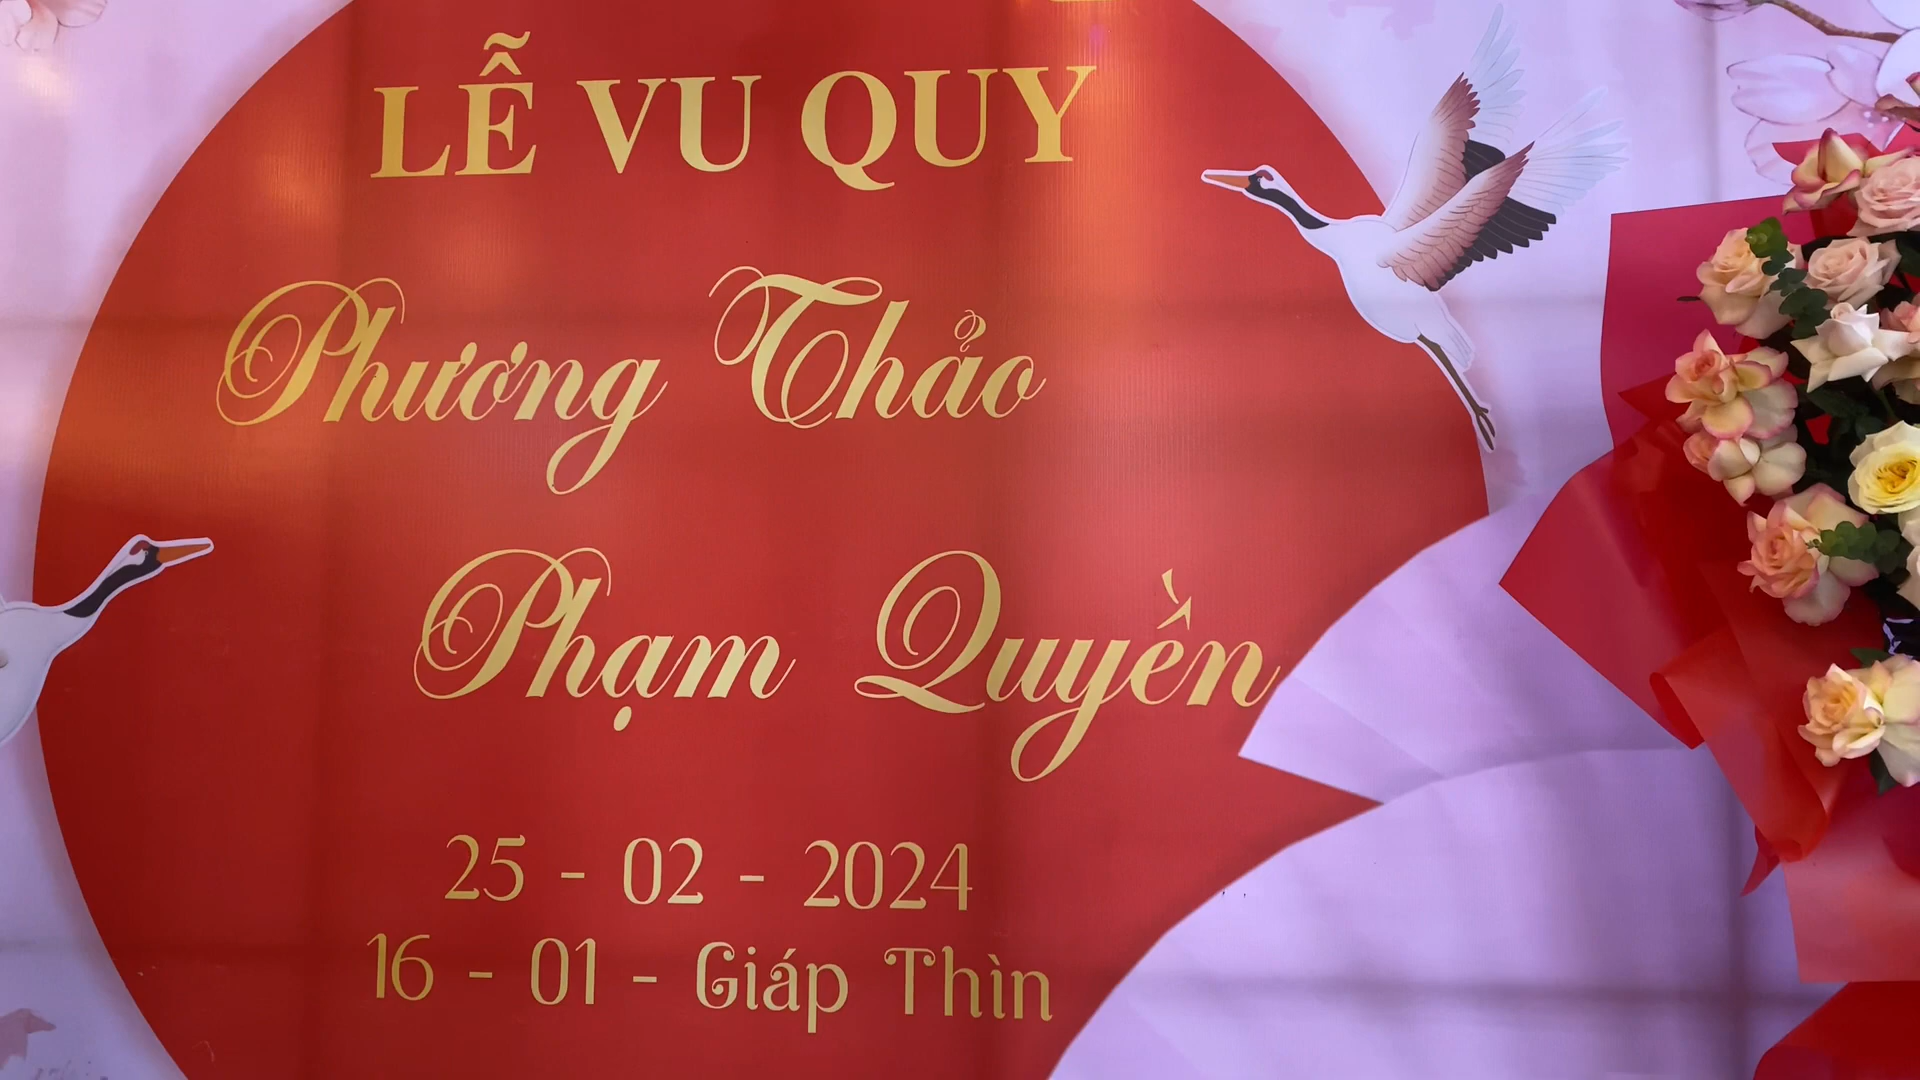 LỄ VU QUY
Phương Thảo
Phạm Quyền
25 - 02 - 2024
16 - 01 - Giáp Thìn